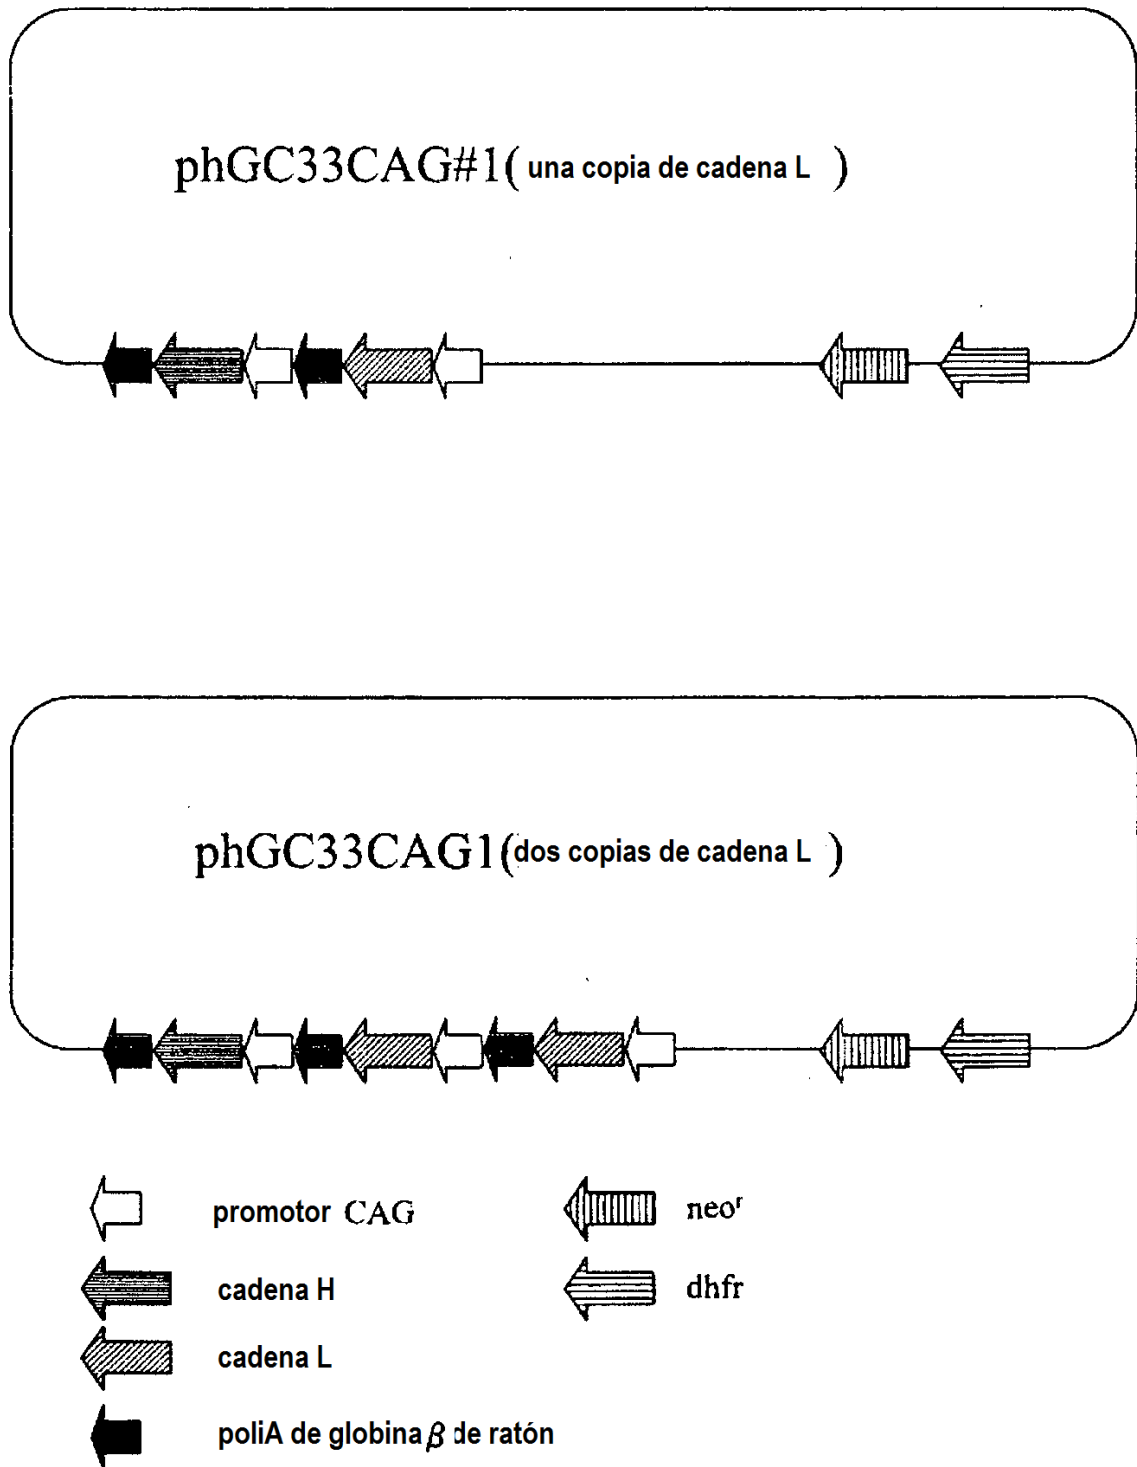 phGC33CAG#1( una copia de cadena L )
phGC33CAG1(dos copias de cadena L )
promotor CAG
neoʳ
cadena H
dhfr
cadena L
poliA de globina β de ratón